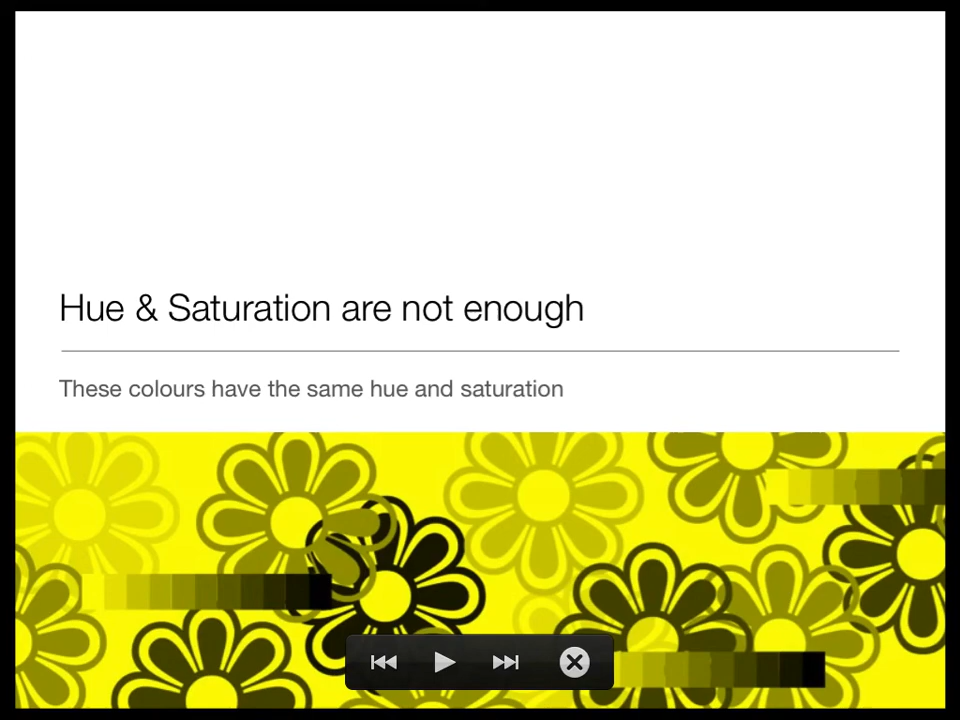 Hue & Saturation are not enough
These colours have the same hue and saturation